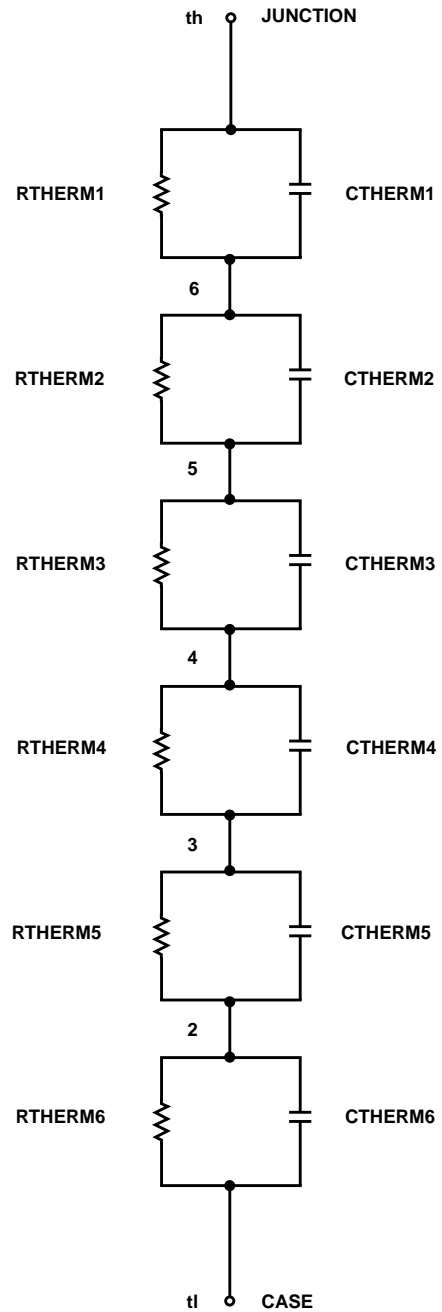 th JUNCTION
RTHERM1 CTHERM1
6
RTHERM2 CTHERM2
5
RTHERM3 CTHERM3
4
RTHERM4 CTHERM4
3
RTHERM5 CTHERM5
2
RTHERM6 CTHERM6
tl CASE